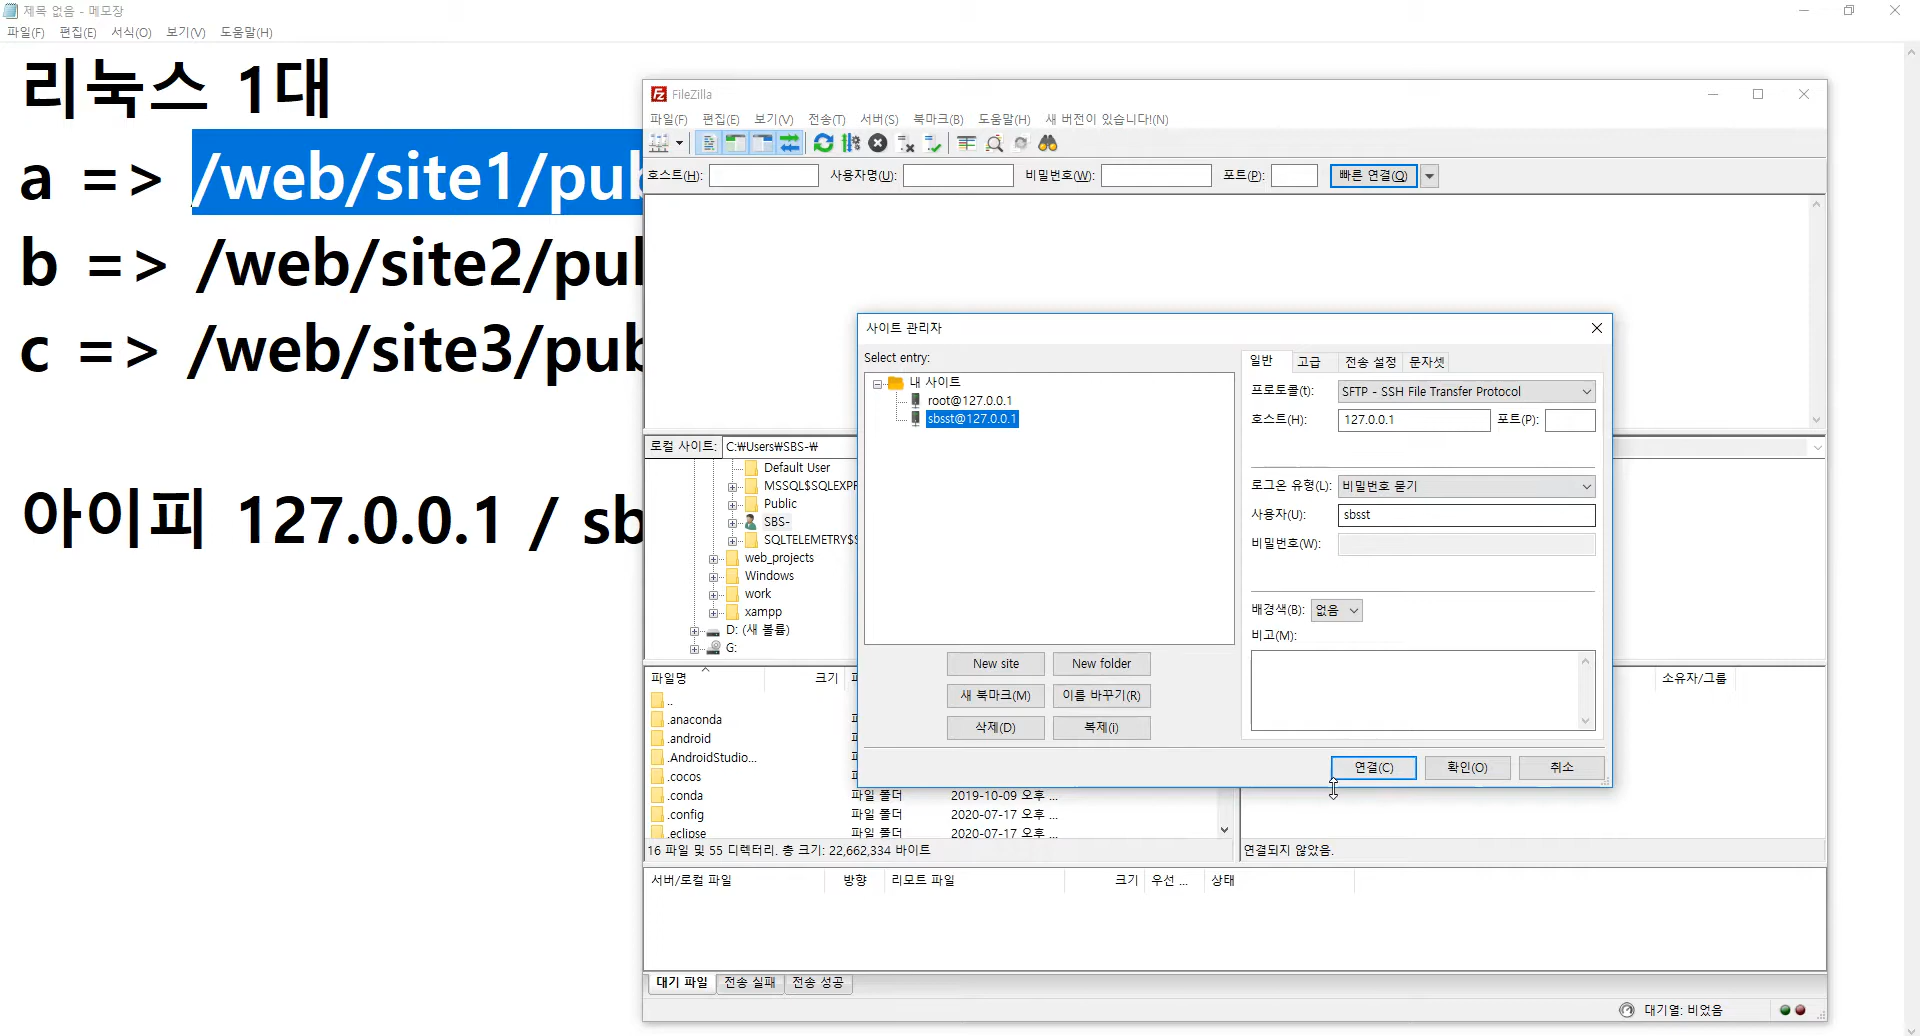 제목 없음 - 메모장
파일(F) 편집(E) 서식(O) 보기(V) 도움말(H)
리눅스 1대
a => /web/site1/pub
b => /web/site2/pu
c => /web/site3/pub
아이피 127.0.0.1 / sb
FileZilla
파일(F) 편집(E) 보기(V) 전송(T) 서버(S) 북마크(B) 도움말(H) 새 버전이 있습니다!(N)
호스트(H): 사용자명(U): 비밀번호(W): 포트(P): 빠른 연결(Q)
사이트 관리자
Select entry:
내 사이트
root@127.0.0.1
sbsst@127.0.0.1
New site New folder
새 북마크(M) 이름 바꾸기(R)
삭제(D) 복제(i)
일반 고급 전송 설정 문자셋
프로토콜(t): SFTP - SSH File Transfer Protocol
호스트(H): 127.0.0.1 포트(P):
로그온 유형(L): 비밀번호 묻기
사용자(U): sbsst
비밀번호(W):
배경색(B): 없음
비고(M):
연결(C) 확인(O) 취소
로컬 사이트: C:₩Users₩SBS-₩
Default User
MSSQL$SQLEXPR
Public
SBS-
SQLTELEMETRY$S
web_projects
Windows
work
xampp
D: (새 볼륨)
G:
파일명 크기 소유자/그룹
..
.anaconda
.android
.AndroidStudio...
.cocos
.conda 파일 폴더 2019-10-09 오후 ...
.config 파일 폴더 2020-07-17 오후 ...
.eclipse 파일 폴더 2020-07-17 오후 ...
16 파일 및 55 디렉터리. 총 크기: 22,662,334 바이트
연결되지 않았음.
서버/로컬 파일 방향 리모트 파일 크기 우선 ... 상태
대기 파일 전송 실패 전송 성공
대기열: 비었음